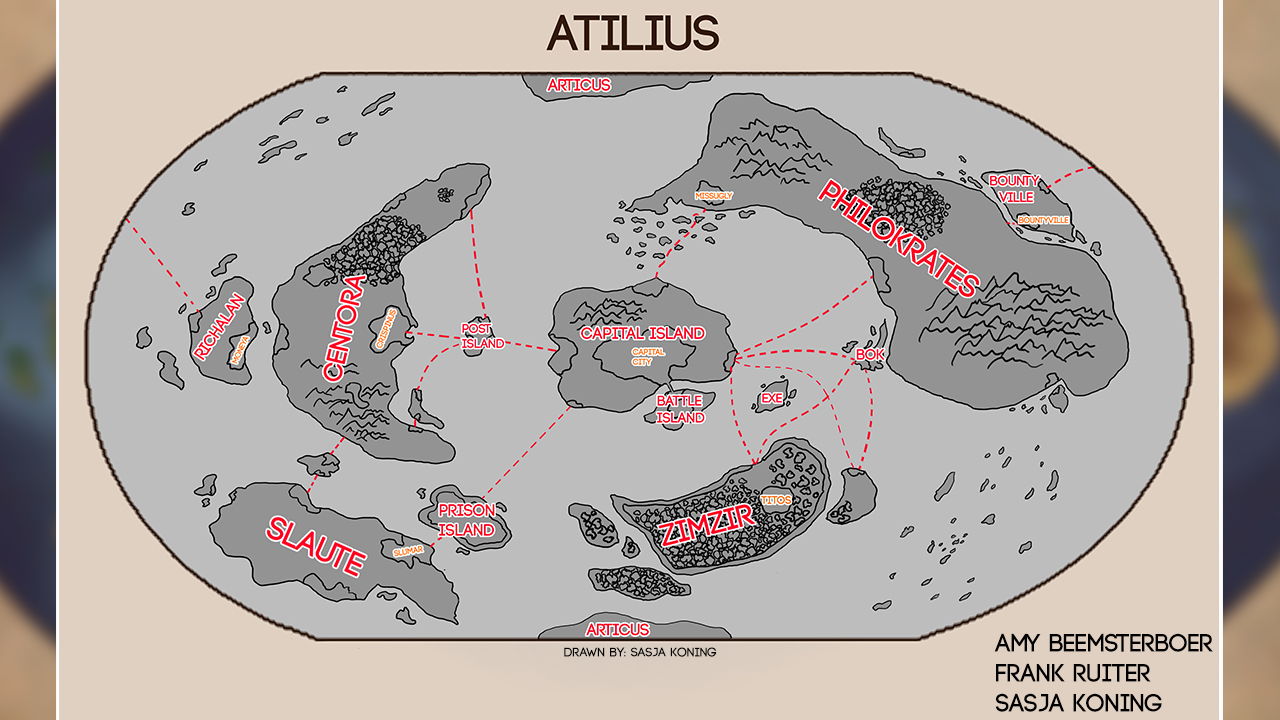 ATILIUS
ARTICUS
MISSUGLY
BOUNTY
VILLE
BOUNTYVILLE
PHILOKRATES
RICHALAN
MONEYA
CENTORA
CRISPINUS
POST
ISLAND
CAPITAL ISLAND
CAPITAL
CITY
BOK
BATTLE
ISLAND
EXE
PRISON
ISLAND
SLAUTE
SLUMAR
ZIMZIR
TITOS
ARTICUS
DRAWN BY: SASJA KONING
AMY BEEMSTERBOER
FRANK RUITER
SASJA KONING